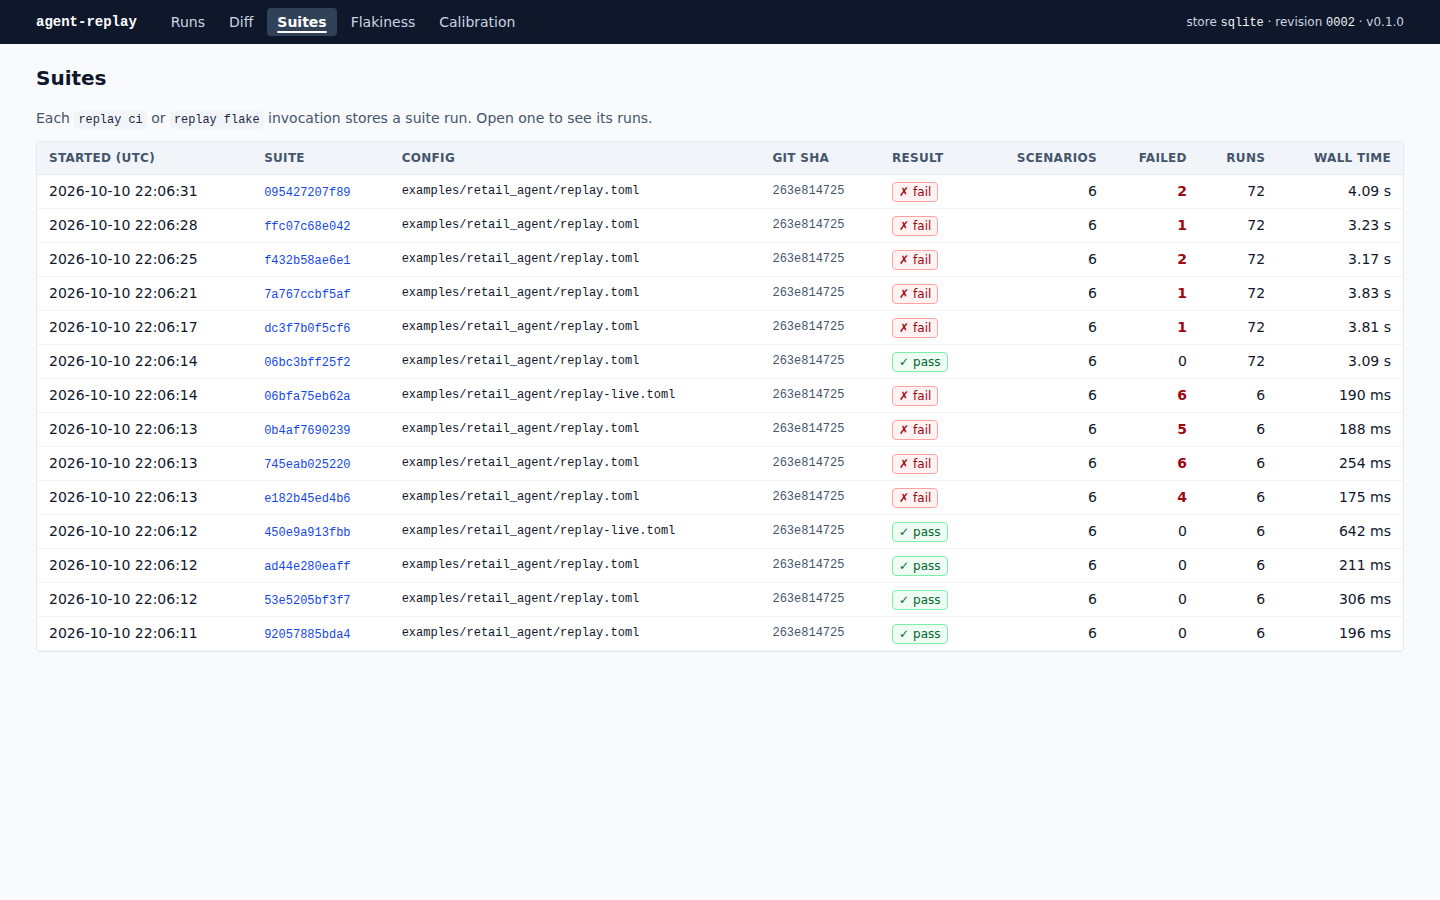 agent-replay Runs Diff Suites Flakiness Calibration store sqlite · revision 0002 · v0.1.0
Suites
Each replay ci or replay flake invocation stores a suite run. Open one to see its runs.
STARTED (UTC) SUITE CONFIG GIT SHA RESULT SCENARIOS FAILED RUNS WALL TIME
2026-10-10 22:06:31 095427207f89 examples/retail_agent/replay.toml 263e814725 ✗ fail 6 2 72 4.09 s
2026-10-10 22:06:28 ffc07c68e042 examples/retail_agent/replay.toml 263e814725 ✗ fail 6 1 72 3.23 s
2026-10-10 22:06:25 f432b58ae6e1 examples/retail_agent/replay.toml 263e814725 ✗ fail 6 2 72 3.17 s
2026-10-10 22:06:21 7a767ccbf5af examples/retail_agent/replay.toml 263e814725 ✗ fail 6 1 72 3.83 s
2026-10-10 22:06:17 dc3f7b0f5cf6 examples/retail_agent/replay.toml 263e814725 ✗ fail 6 1 72 3.81 s
2026-10-10 22:06:14 06bc3bff25f2 examples/retail_agent/replay.toml 263e814725 ✓ pass 6 0 72 3.09 s
2026-10-10 22:06:14 06bfa75eb62a examples/retail_agent/replay-live.toml 263e814725 ✗ fail 6 6 6 190 ms
2026-10-10 22:06:13 0b4af7690239 examples/retail_agent/replay.toml 263e814725 ✗ fail 6 5 6 188 ms
2026-10-10 22:06:13 745eab025220 examples/retail_agent/replay.toml 263e814725 ✗ fail 6 6 6 254 ms
2026-10-10 22:06:13 e182b45ed4b6 examples/retail_agent/replay.toml 263e814725 ✗ fail 6 4 6 175 ms
2026-10-10 22:06:12 450e9a913fbb examples/retail_agent/replay-live.toml 263e814725 ✓ pass 6 0 6 642 ms
2026-10-10 22:06:12 ad44e280eaff examples/retail_agent/replay.toml 263e814725 ✓ pass 6 0 6 211 ms
2026-10-10 22:06:12 53e5205bf3f7 examples/retail_agent/replay.toml 263e814725 ✓ pass 6 0 6 306 ms
2026-10-10 22:06:11 92057885bda4 examples/retail_agent/replay.toml 263e814725 ✓ pass 6 0 6 196 ms